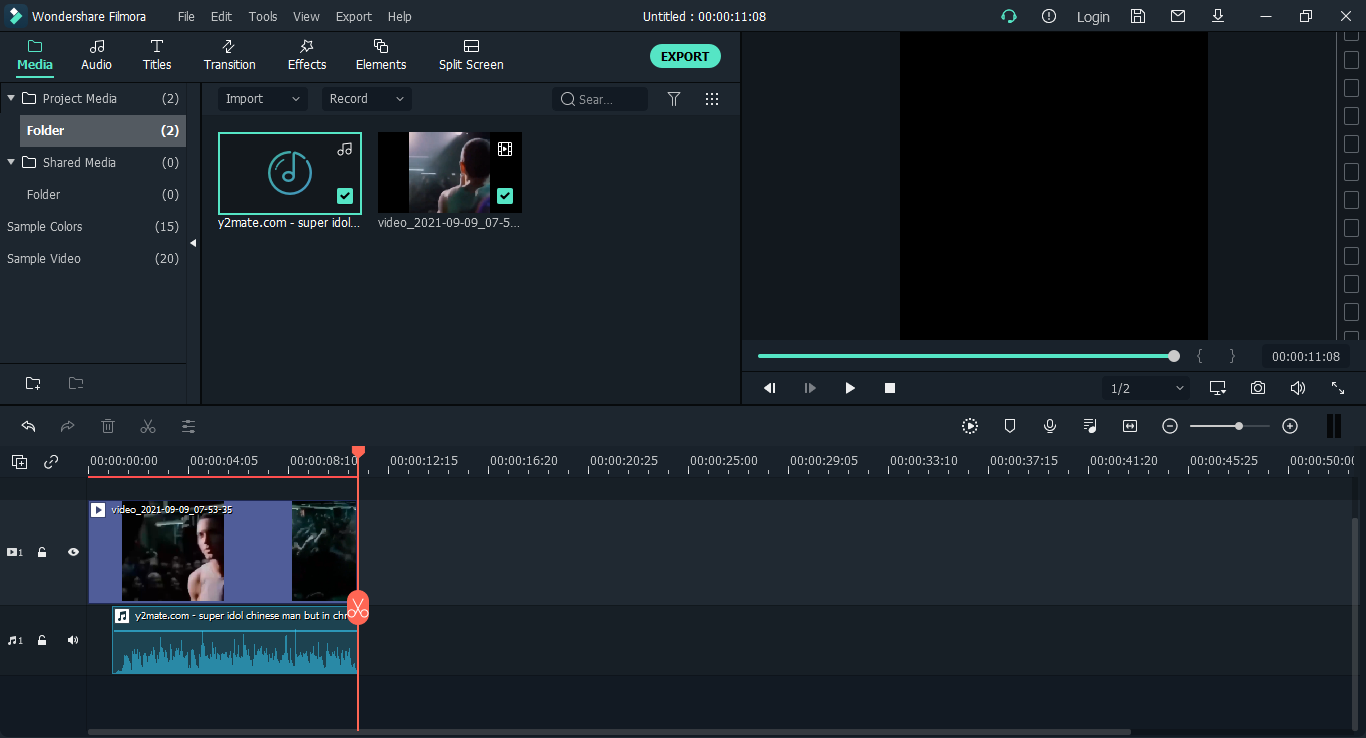 Wondershare Filmora File Edit Tools View Export Help Untitled : 00:00:11:08 Login
Media Audio Titles Transition Effects Elements Split Screen EXPORT
Project Media (2)
Folder (2)
Shared Media (0)
Folder (0)
Sample Colors (15)
Sample Video (20)
Import Record Sear...
y2mate.com - super idol... video_2021-09-09_07-5...
{ } 00:00:11:08
1/2
00:00:00:00 00:00:04:05 00:00:08:10 00:00:12:15 00:00:16:20 00:00:20:25 00:00:25:00 00:00:29:05 00:00:33:10 00:00:37:15 00:00:41:20 00:00:45:25 00:00:50:0
video_2021-09-09_07-53-35
1
y2mate.com - super idol chinese man but in chr
1